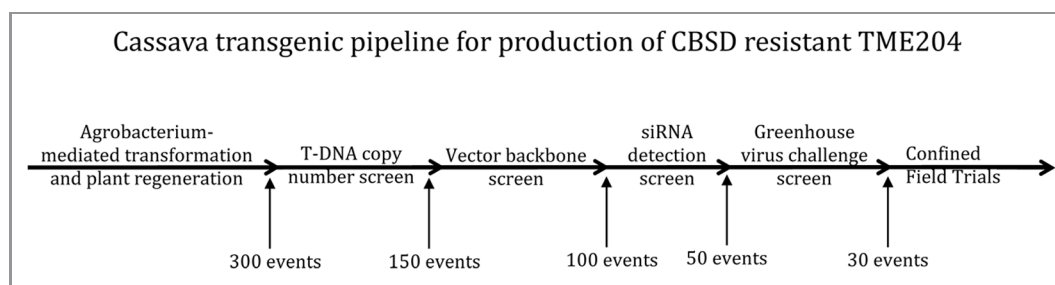 Cassava transgenic pipeline for production of CBSD resistant TME204
Agrobacterium-
mediated transformation
and plant regeneration
T-DNA copy
number screen
Vector backbone
screen
siRNA
detection
screen
Greenhouse
virus challenge
screen
Confined
Field Trials
300 events
150 events
100 events
50 events
30 events